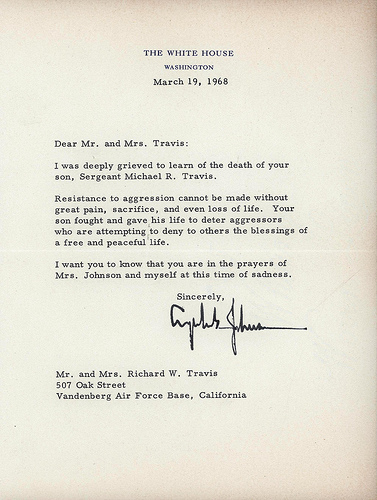 THE WHITE HOUSE
WASHINGTON
March 19, 1968
Dear Mr. and Mrs. Travis:
I was deeply grieved to learn of the death of your
son, Sergeant Michael R. Travis.
Resistance to aggression cannot be made without
great pain, sacrifice, and even loss of life. Your
son fought and gave his life to deter aggressors
who are attempting to deny to others the blessings of
a free and peaceful life.
I want you to know that you are in the prayers of
Mrs. Johnson and myself at this time of sadness.
Sincerely,
Mr. and Mrs. Richard W. Travis
507 Oak Street
Vandenberg Air Force Base, California